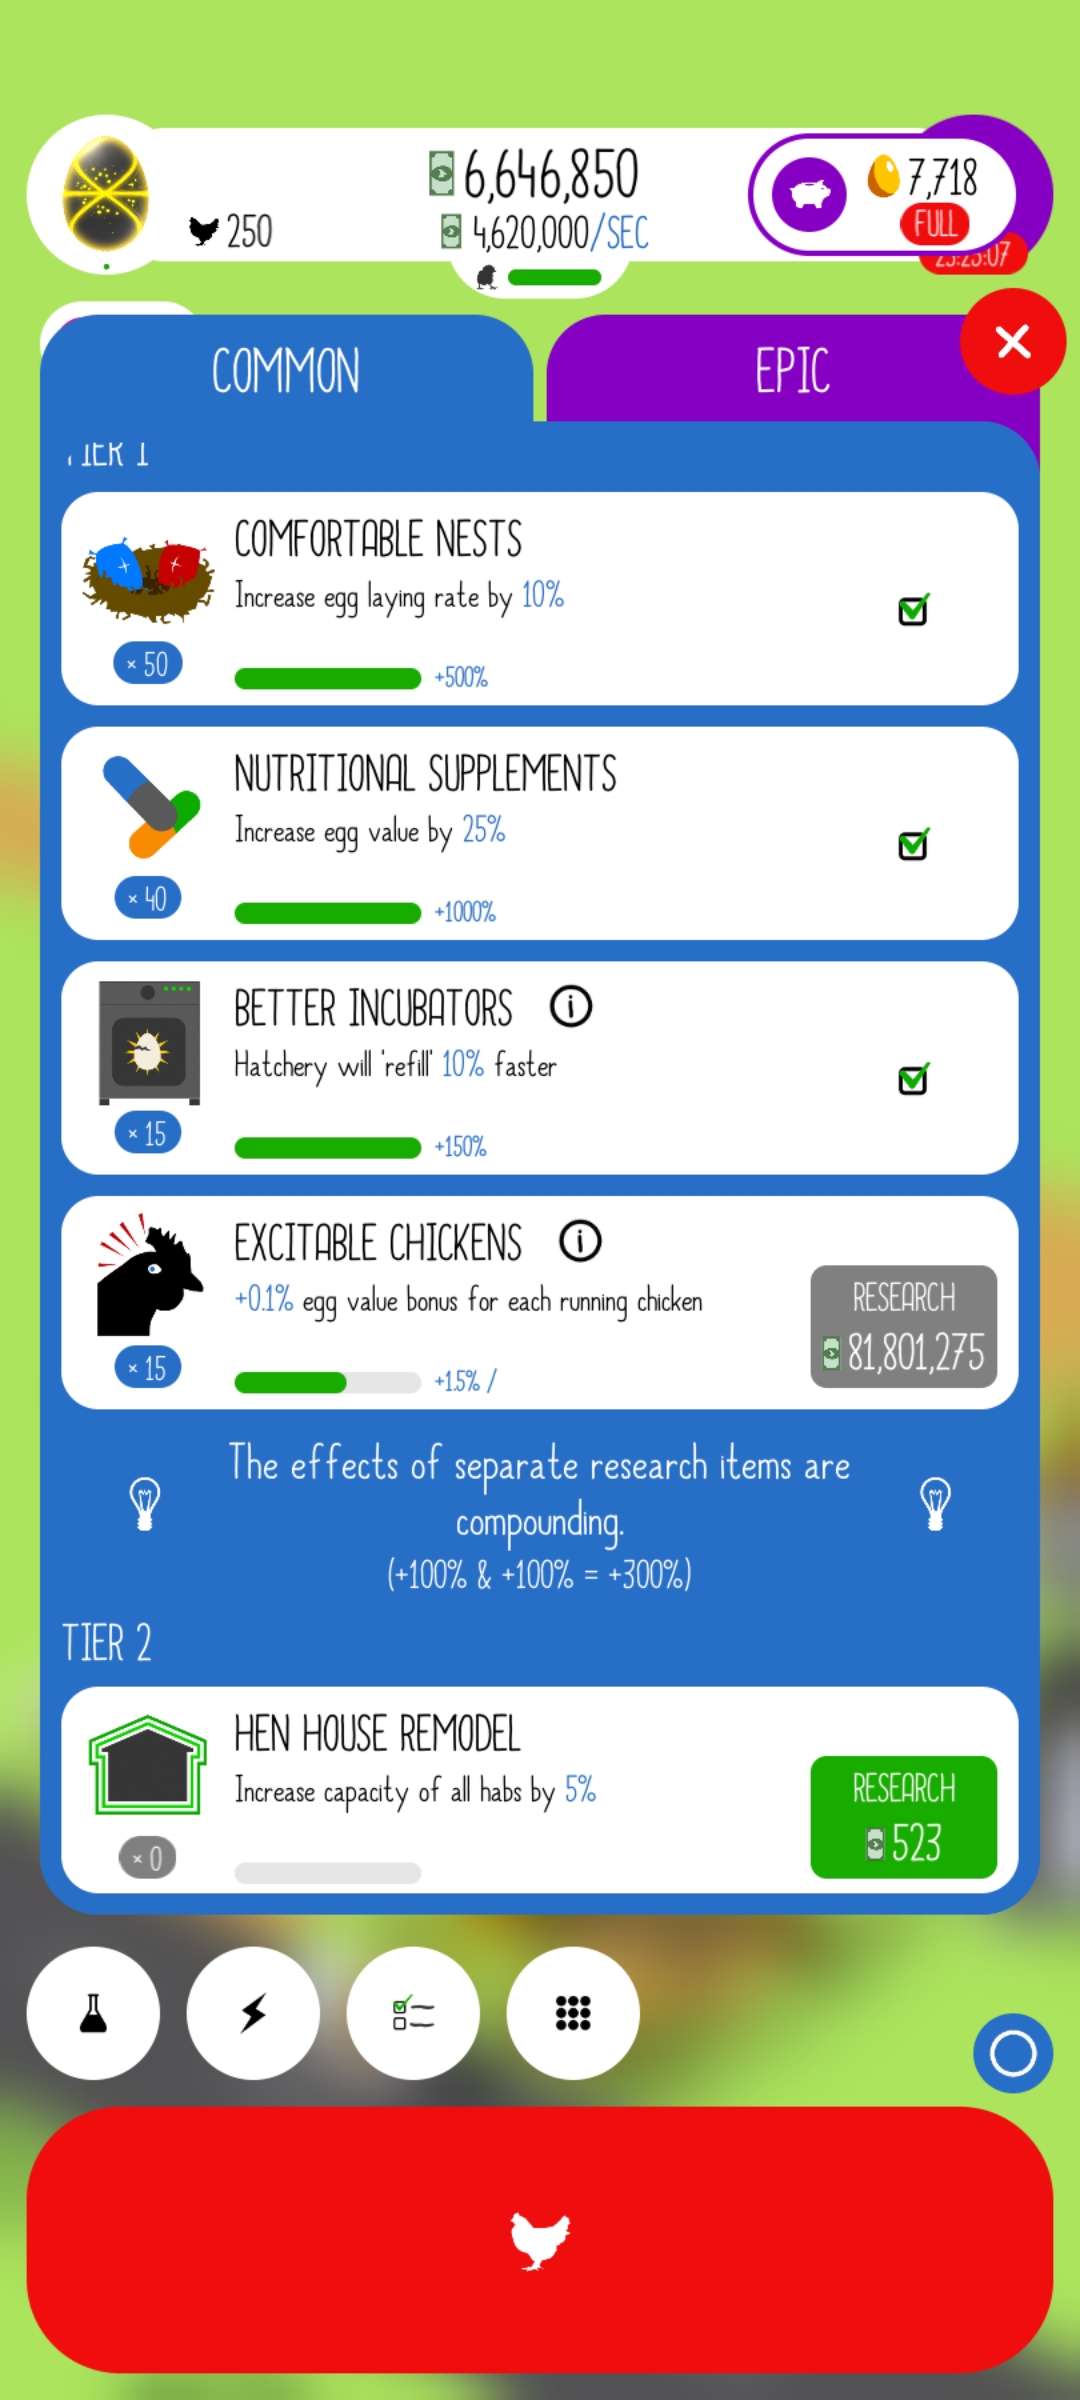 6,646,850
250
4,620,000/SEC
7,718
FULL
23:23:07
COMMON
EPIC
TIER 1
COMFORTABLE NESTS
Increase egg laying rate by 10%
× 50
+500%
NUTRITIONAL SUPPLEMENTS
Increase egg value by 25%
× 40
+1000%
BETTER INCUBATORS
Hatchery will 'refill' 10% faster
× 15
+150%
EXCITABLE CHICKENS
+0.1% egg value bonus for each running chicken
RESEARCH
81,801,275
× 15
+1.5% /
The effects of separate research items are
compounding.
(+100% & +100% = +300%)
TIER 2
HEN HOUSE REMODEL
Increase capacity of all habs by 5%
RESEARCH
523
× 0